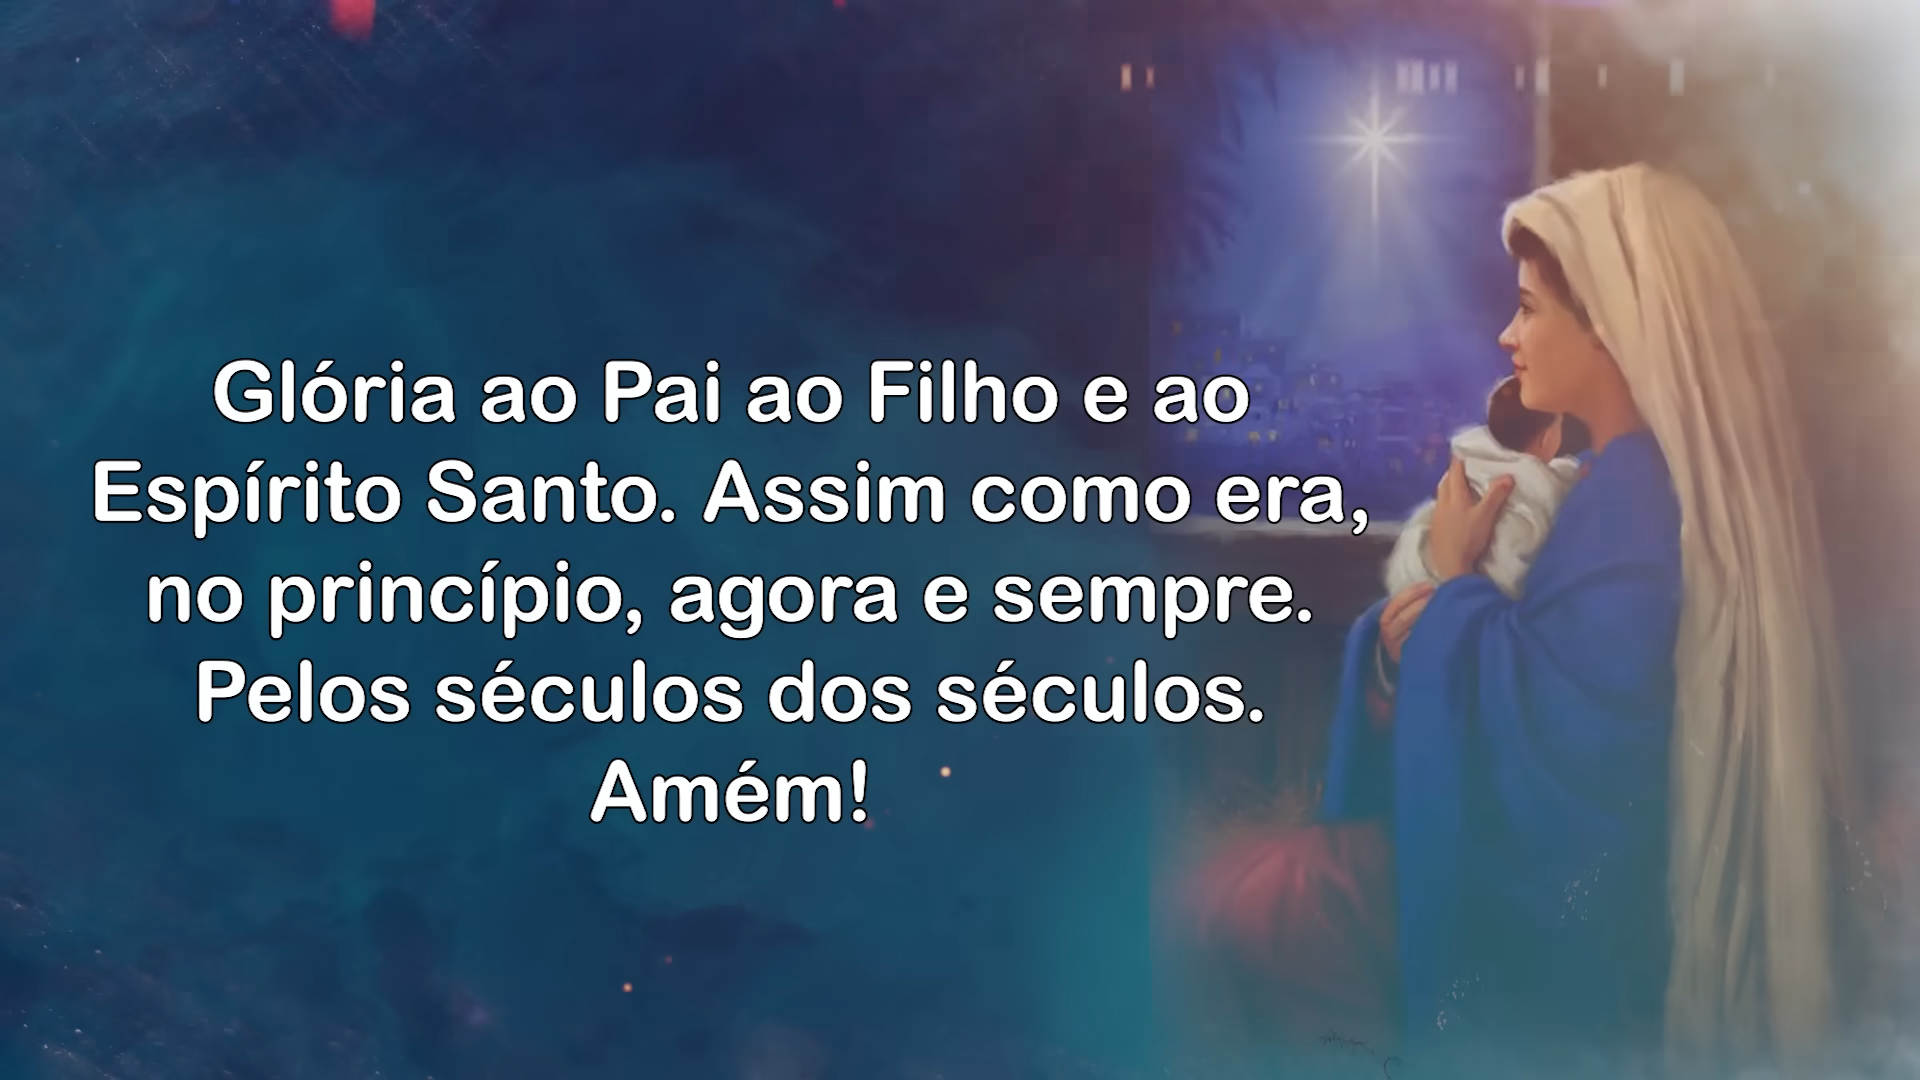 Glória ao Pai ao Filho e ao
Espírito Santo. Assim como era,
no princípio, agora e sempre.
Pelos séculos dos séculos.
Amém!